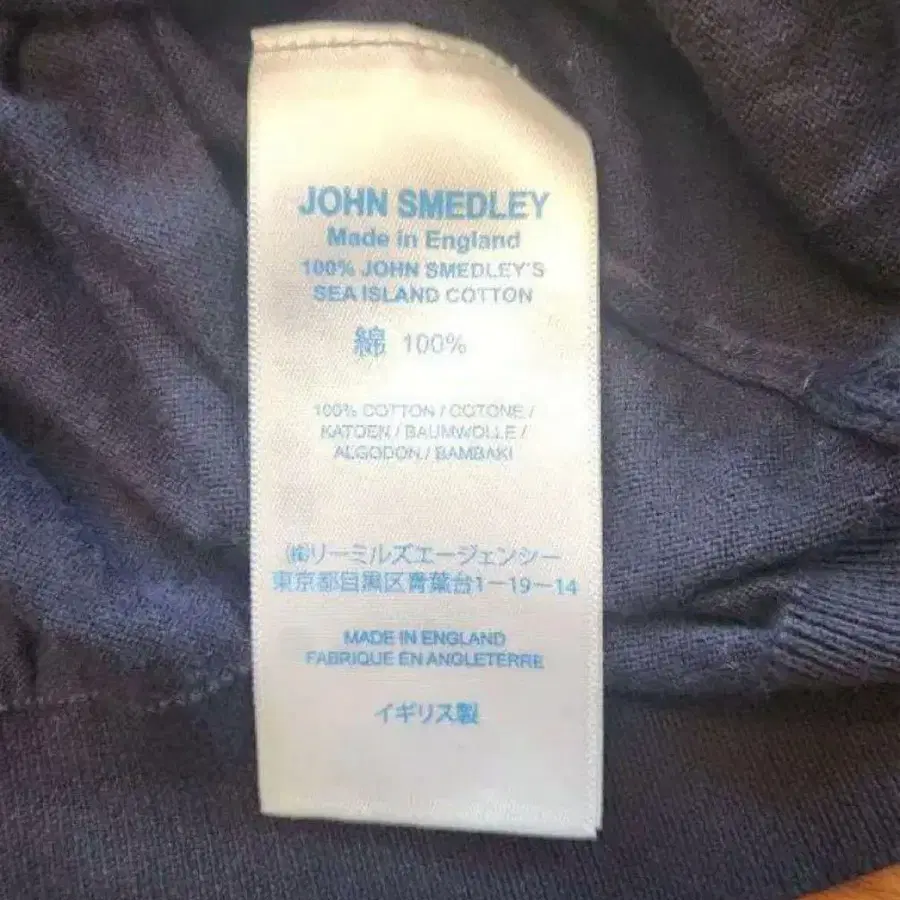 JOHN SMEDLEY
Made in England
100% JOHN SMEDLEY'S
SEA ISLAND COTTON
綿 100%
100% COTTON / COTONE /
KATOEN / BAUMWOLLE /
ALGODON / BAMBAKI
㈱リーミルズエージェンシー
東京都目黒区青葉台1-19-14
MADE IN ENGLAND
FABRIQUE EN ANGLETERRE
イギリス製